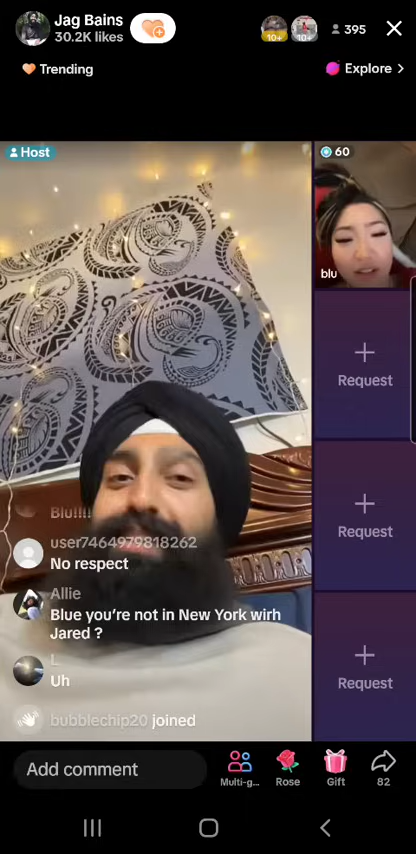 Jag Bains
30.2K likes
10+
10+
395
Trending
Explore
Host
60
blu
Request
Request
Request
Blu!!!!
user7464979818262
No respect
Allie
Blue you're not in New York wirh
Jared ?
L
Uh
bubblechip20 joined
Add comment
Multi-g...
Rose
Gift
82